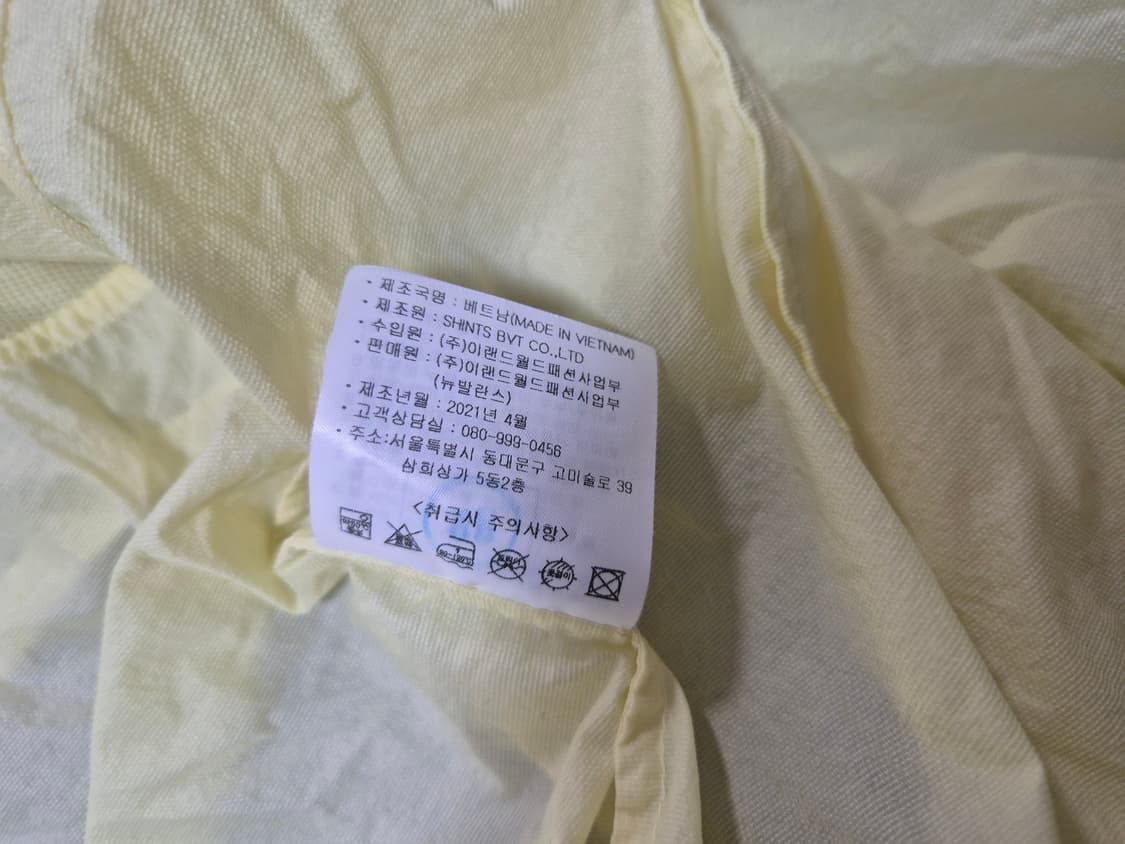 · 제조국명 : 베트남(MADE IN VIETNAM)
· 제조원 : SHINTS BVT CO.,LTD
· 수입원 : (주)이랜드월드패션사업부
· 판매원 : (주)이랜드월드패션사업부
(뉴발란스)
· 제조년월 : 2021년 4월
· 고객상담실 : 080-999-0456
· 주소:서울특별시 동대문구 고미술로 39
삼희상가 5동2층
<취급시 주의사항>